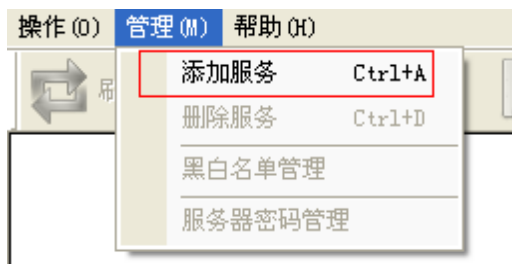 操作(O) 管理(M) 帮助(H)
刷
添加服务 Ctrl+A
删除服务 Ctrl+D
黑白名单管理
服务器密码管理